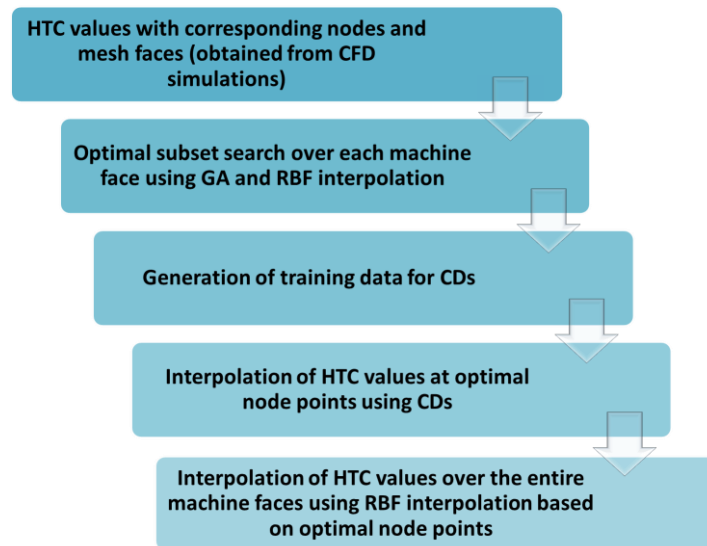 HTC values with corresponding nodes and
mesh faces (obtained from CFD
simulations)
Optimal subset search over each machine
face using GA and RBF interpolation
Generation of training data for CDs
Interpolation of HTC values at optimal
node points using CDs
Interpolation of HTC values over the entire
machine faces using RBF interpolation based
on optimal node points